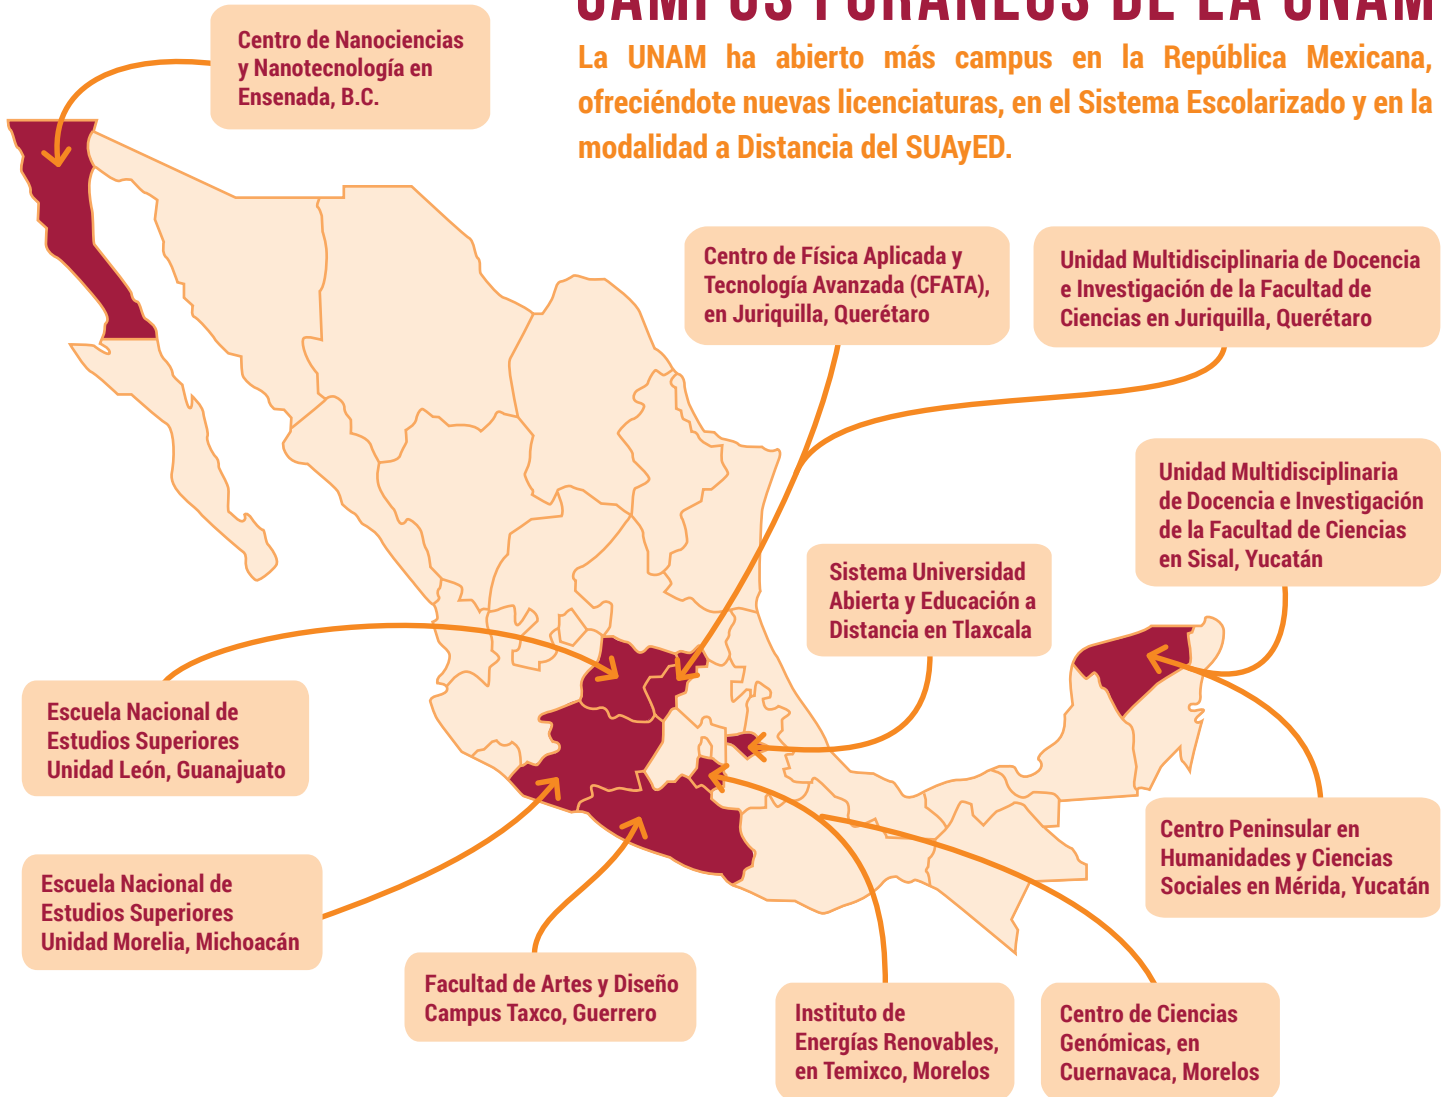 CAMPUS FORÁNEOS DE LA UNAM
La UNAM ha abierto más campus en la República Mexicana,
ofreciéndote nuevas licenciaturas, en el Sistema Escolarizado y en la
modalidad a Distancia del SUAyED.
Centro de Nanociencias
y Nanotecnología en
Ensenada, B.C.
Centro de Física Aplicada y
Tecnología Avanzada (CFATA),
en Juriquilla, Querétaro
Unidad Multidisciplinaria de Docencia
e Investigación de la Facultad de
Ciencias en Juriquilla, Querétaro
Unidad Multidisciplinaria
de Docencia e Investigación
de la Facultad de Ciencias
en Sisal, Yucatán
Sistema Universidad
Abierta y Educación a
Distancia en Tlaxcala
Escuela Nacional de
Estudios Superiores
Unidad León, Guanajuato
Centro Peninsular en
Humanidades y Ciencias
Sociales en Mérida, Yucatán
Escuela Nacional de
Estudios Superiores
Unidad Morelia, Michoacán
Facultad de Artes y Diseño
Campus Taxco, Guerrero
Instituto de
Energías Renovables,
en Temixco, Morelos
Centro de Ciencias
Genómicas, en
Cuernavaca, Morelos